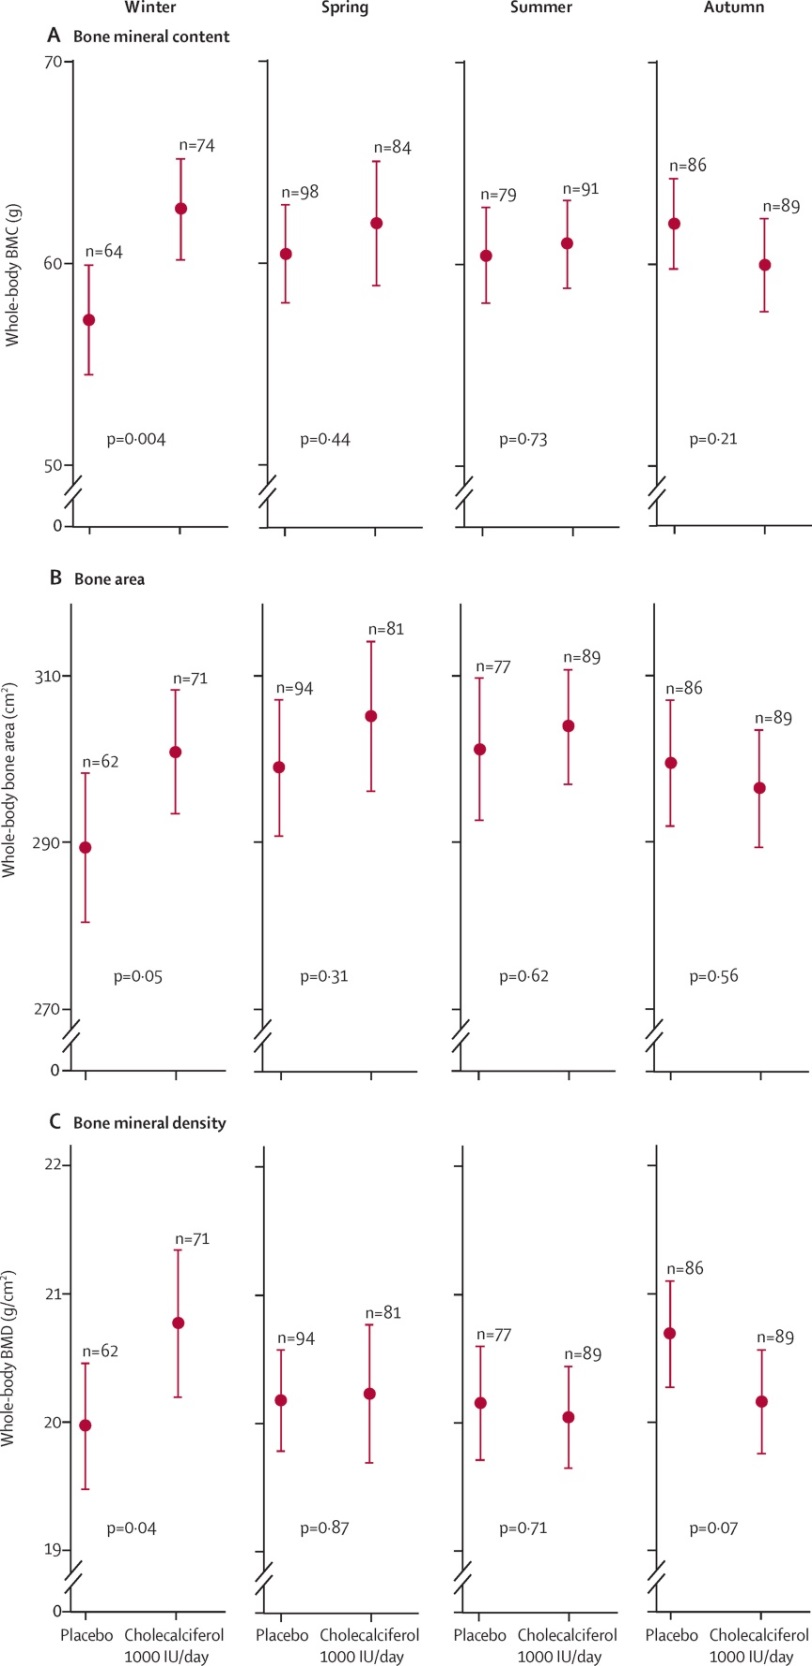 Winter Spring Summer Autumn
A Bone mineral content
70
60
50
0
Whole-body BMC (g)
n=64
n=74
p=0·004
n=98
n=84
p=0·44
n=79
n=91
p=0·73
n=86
n=89
p=0·21
B Bone area
310
290
270
0
Whole-body bone area (cm²)
n=62
n=71
p=0·05
n=94
n=81
p=0·31
n=77
n=89
p=0·62
n=86
n=89
p=0·56
C Bone mineral density
22
21
20
19
0
Whole-body BMD (g/cm²)
n=62
n=71
p=0·04
n=94
n=81
p=0·87
n=77
n=89
p=0·71
n=86
n=89
p=0·07
Placebo Cholecalciferol Placebo Cholecalciferol Placebo Cholecalciferol Placebo Cholecalciferol
1000 IU/day 1000 IU/day 1000 IU/day 1000 IU/day